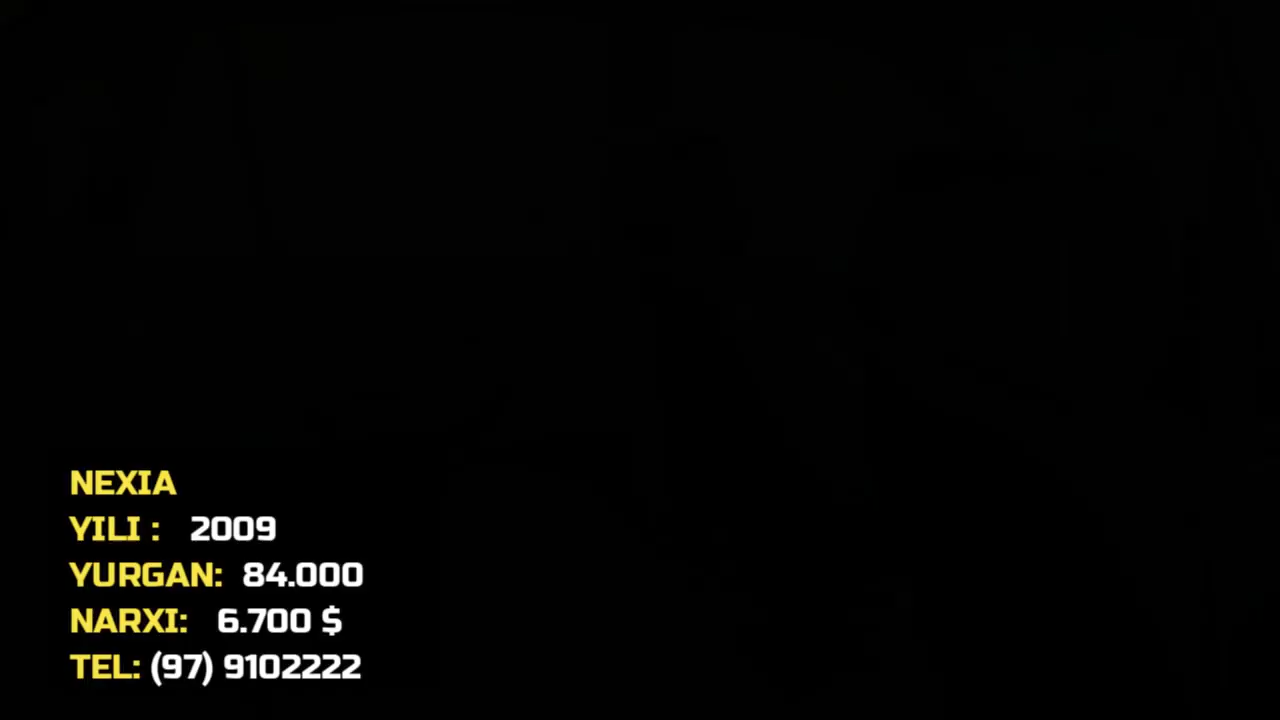 NEXIA
YILI : 2009
YURGAN: 84.000
NARXI: 6.700 $
TEL: (97) 9102222